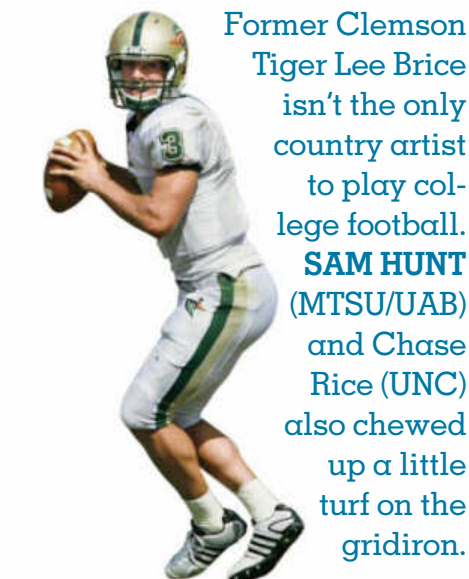 Former Clemson
Tiger Lee Brice
isn't the only
country artist
to play col-
lege football.
SAM HUNT
(MTSU/UAB)
and Chase
Rice (UNC)
also chewed
up a little
turf on the
gridiron.
3